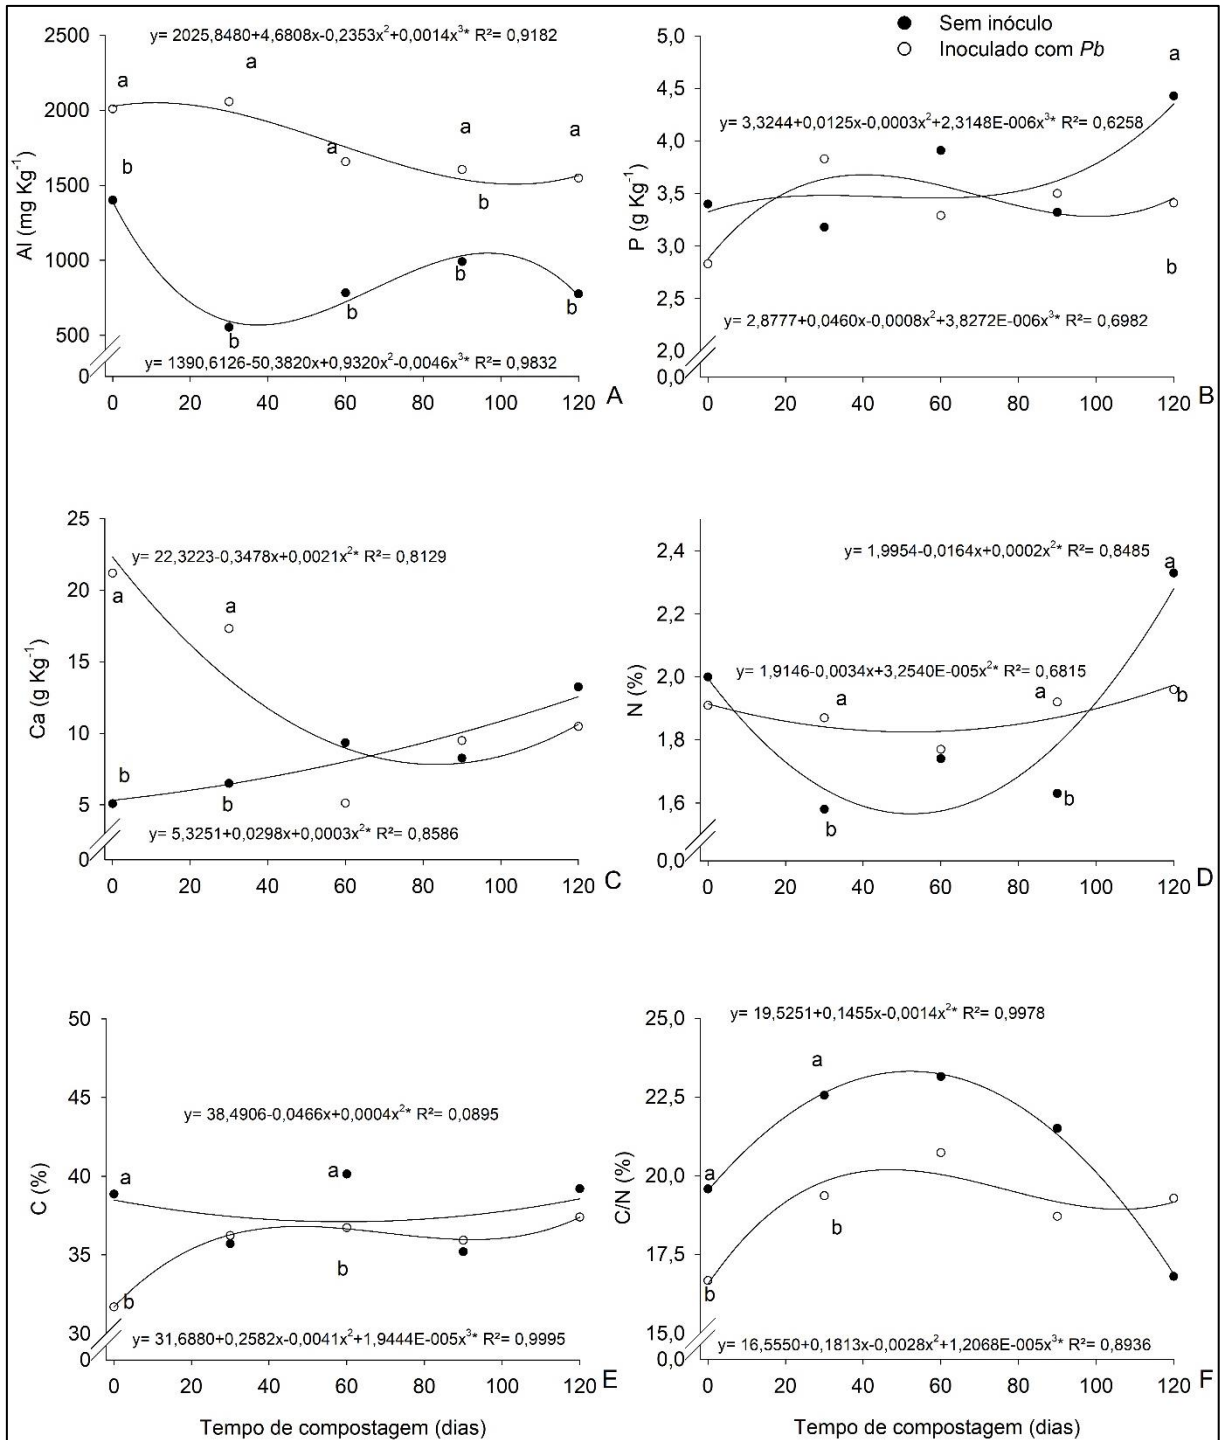 Sem inóculo
Inoculado com Pb
y= 2025,8480+4,6808x-0,2353x²+0,0014x³* R²= 0,9182
2500
2000
1500
1000
500
0
Al (mg Kg⁻¹)
a
a
a
a
a
b
b
b
b
b
y= 1390,6126-50,3820x+0,9320x²-0,0046x³* R²= 0,9832
0 20 40 60 80 100 120
A
5,0
4,5
4,0
3,5
3,0
2,5
2,0
0,0
P (g Kg⁻¹)
a
y= 3,3244+0,0125x-0,0003x²+2,3148E-006x³* R²= 0,6258
b
y= 2,8777+0,0460x-0,0008x²+3,8272E-006x³* R²= 0,6982
0 20 40 60 80 100 120
B
25
20
15
10
5
0
Ca (g Kg⁻¹)
y= 22,3223-0,3478x+0,0021x²* R²= 0,8129
a
a
b
b
y= 5,3251+0,0298x+0,0003x²* R²= 0,8586
0 20 40 60 80 100 120
C
2,4
2,2
2,0
1,8
1,6
0,0
N (%)
y= 1,9954-0,0164x+0,0002x²* R²= 0,8485
a
y= 1,9146-0,0034x+3,2540E-005x²* R²= 0,6815
a
a
b
b
b
0 20 40 60 80 100 120
D
50
45
40
35
30
0
C (%)
y= 38,4906-0,0466x+0,0004x²* R²= 0,0895
a
a
b
b
y= 31,6880+0,2582x-0,0041x²+1,9444E-005x³* R²= 0,9995
0 20 40 60 80 100 120
E
Tempo de compostagem (dias)
25,0
22,5
20,0
17,5
15,0
0,0
C/N (%)
y= 19,5251+0,1455x-0,0014x²* R²= 0,9978
a
a
b
b
y= 16,5550+0,1813x-0,0028x²+1,2068E-005x³* R²= 0,8936
0 20 40 60 80 100 120
F
Tempo de compostagem (dias)